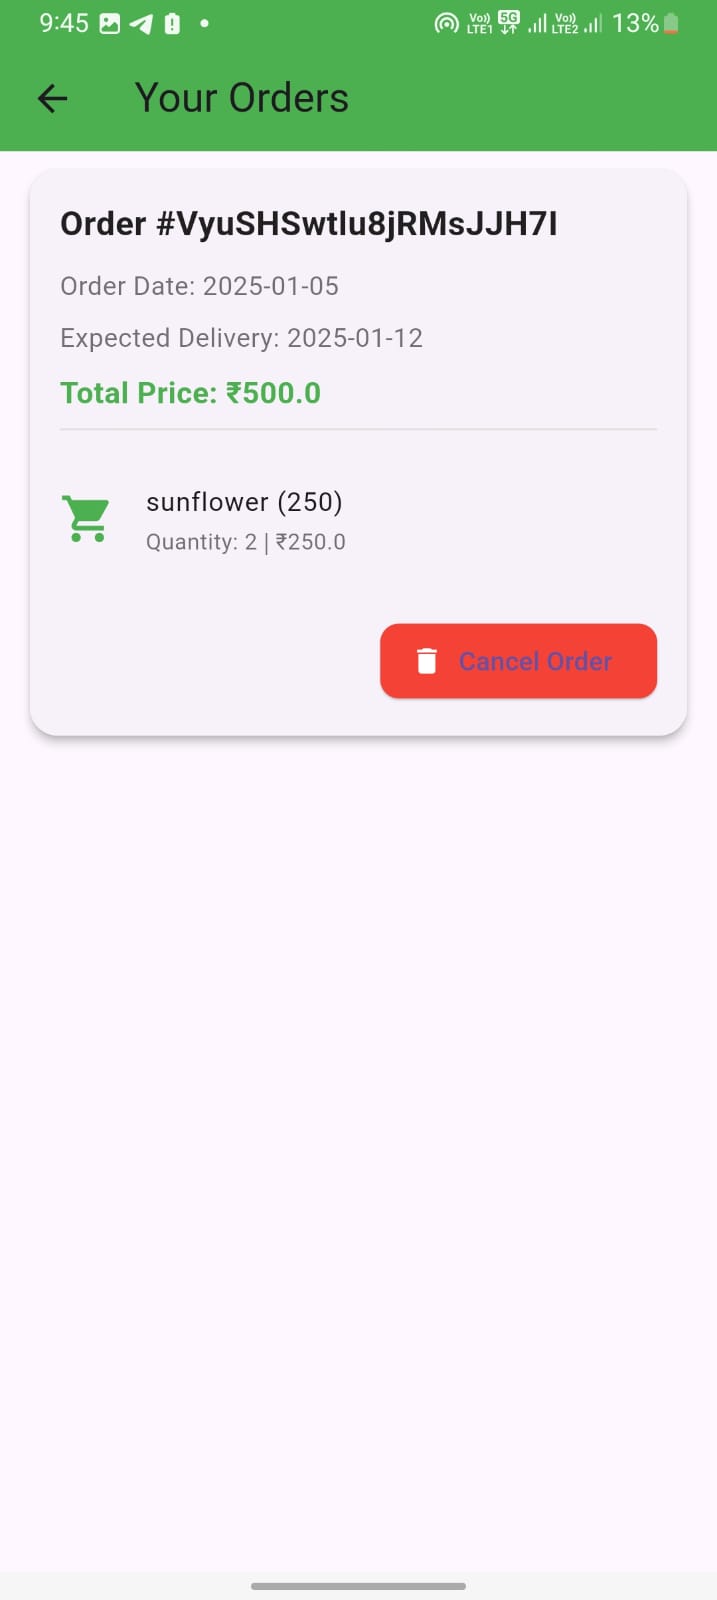 9:45
Vo)) LTE1 5G Vo)) LTE2 13%
Your Orders
Order #VyuSHSwtlu8jRMsJJH7I
Order Date: 2025-01-05
Expected Delivery: 2025-01-12
Total Price: ₹500.0
sunflower (250)
Quantity: 2 | ₹250.0
Cancel Order